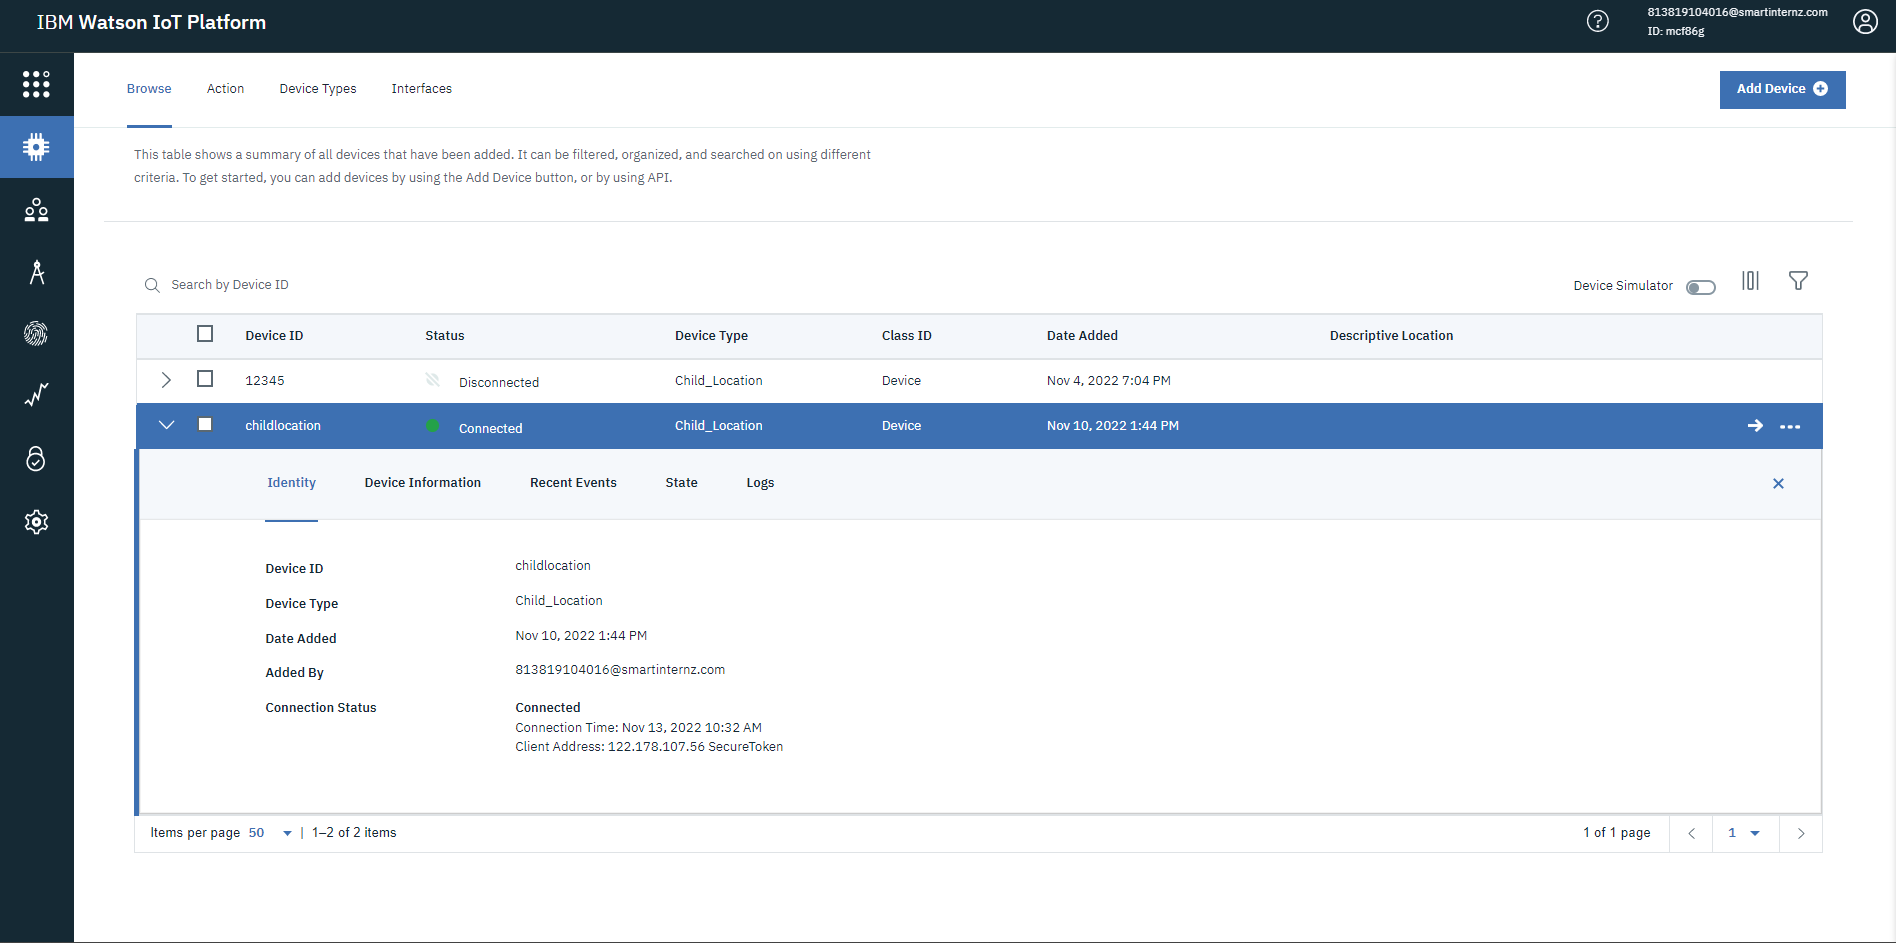 IBM Watson IoT Platform
813819104016@smartinternz.com
ID: mcf86g
Browse Action Device Types Interfaces
Add Device
This table shows a summary of all devices that have been added. It can be filtered, organized, and searched on using different
criteria. To get started, you can add devices by using the Add Device button, or by using API.
Search by Device ID
Device Simulator
Device ID Status Device Type Class ID Date Added Descriptive Location
12345 Disconnected Child_Location Device Nov 4, 2022 7:04 PM
childlocation Connected Child_Location Device Nov 10, 2022 1:44 PM
Identity Device Information Recent Events State Logs
Device ID childlocation
Device Type Child_Location
Date Added Nov 10, 2022 1:44 PM
Added By 813819104016@smartinternz.com
Connection Status Connected
Connection Time: Nov 13, 2022 10:32 AM
Client Address: 122.178.107.56 SecureToken
Items per page 50 | 1–2 of 2 items 1 of 1 page 1